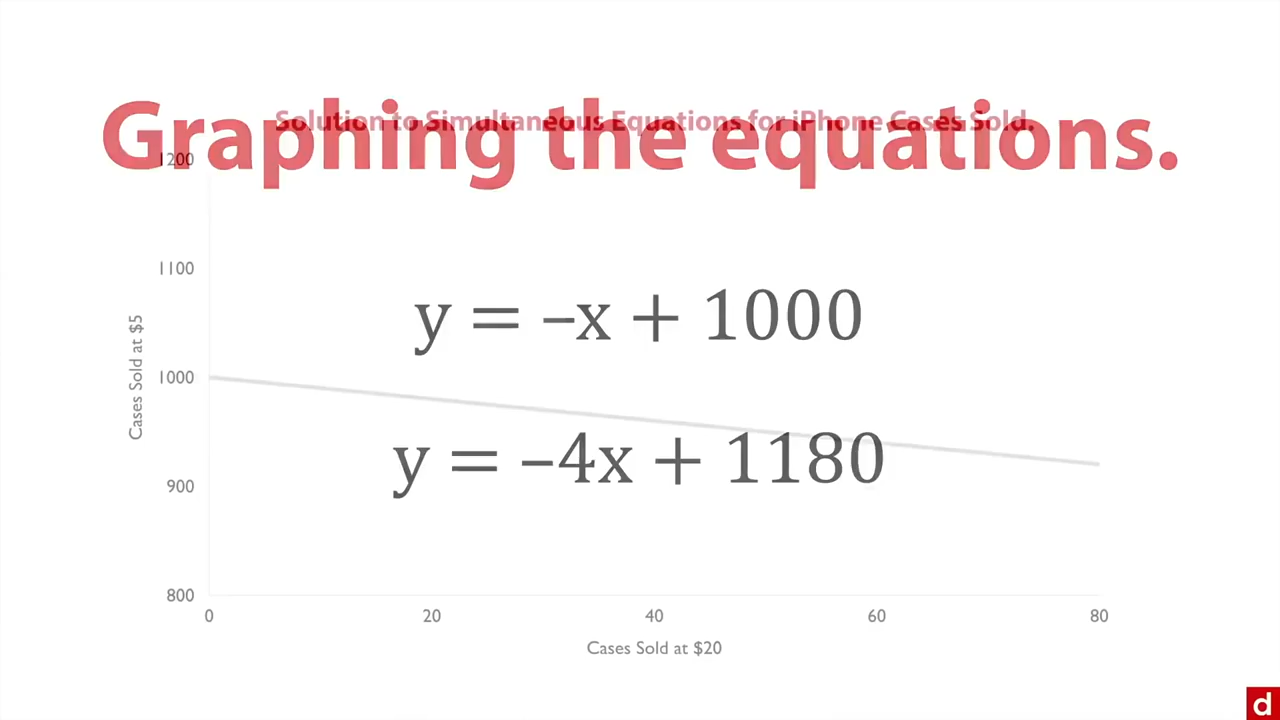 Solution to Simultaneous Equations for iPhone Cases Sold.
Graphing the equations.
1200
1100
y = –x + 1000
Cases Sold at $5
1000
y = –4x + 1180
900
800
0 20 40 60 80
Cases Sold at $20
d